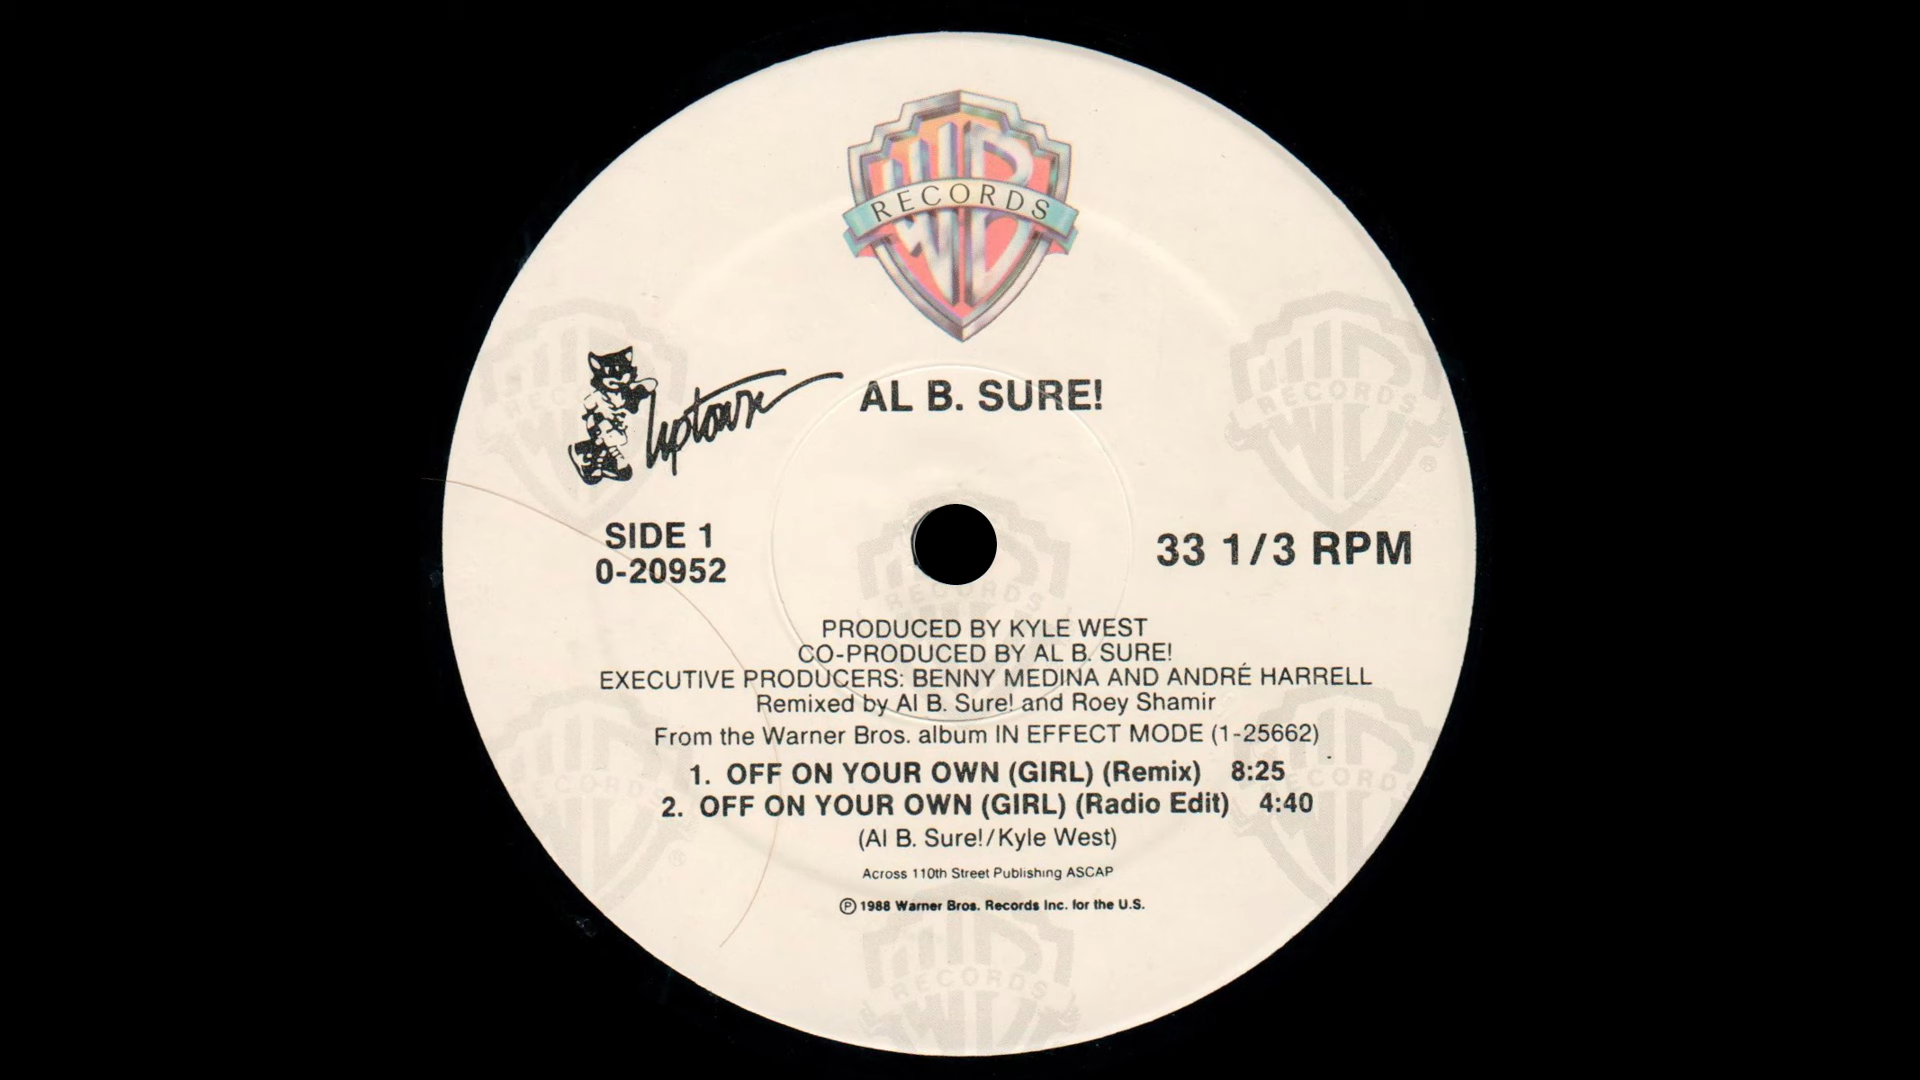 WB
RECORDS
Uptown
AL B. SURE!
SIDE 1
0-20952
33 1/3 RPM
PRODUCED BY KYLE WEST
CO-PRODUCED BY AL B. SURE!
EXECUTIVE PRODUCERS: BENNY MEDINA AND ANDRÉ HARRELL
Remixed by Al B. Sure! and Roey Shamir
From the Warner Bros. album IN EFFECT MODE (1-25662)
1. OFF ON YOUR OWN (GIRL) (Remix) 8:25
2. OFF ON YOUR OWN (GIRL) (Radio Edit) 4:40
(Al B. Sure!/Kyle West)
Across 110th Street Publishing ASCAP
℗ 1988 Warner Bros. Records Inc. for the U.S.